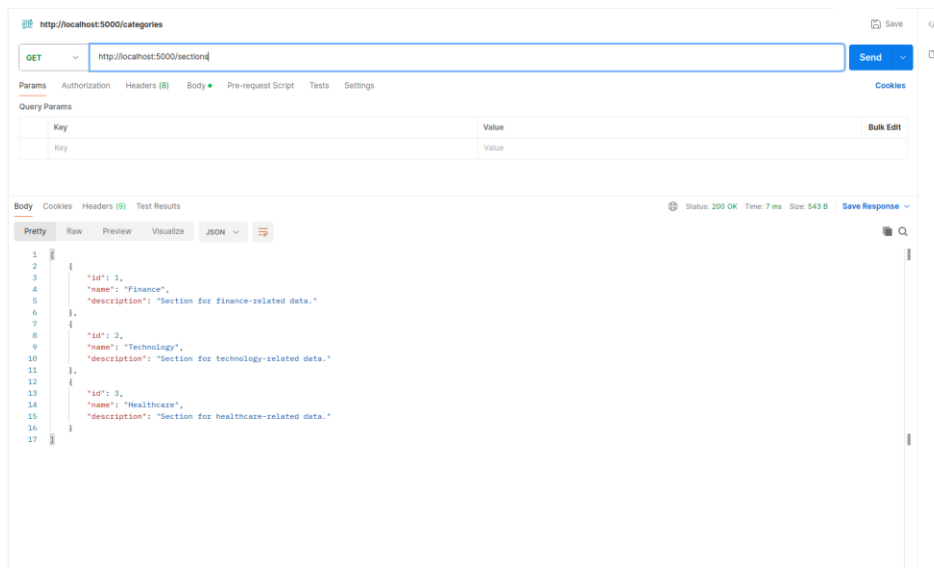 http://localhost:5000/categories Save
GET http://localhost:5000/sections Send
Params Authorization Headers (8) Body Pre-request Script Tests Settings Cookies
Query Params
Key Value Bulk Edit
Key Value
Body Cookies Headers (9) Test Results Status: 200 OK Time: 7 ms Size: 543 B Save Response
Pretty Raw Preview Visualize JSON
1 [
2 {
3 "id": 1,
4 "name": "Finance",
5 "description": "Section for finance-related data."
6 },
7 {
8 "id": 2,
9 "name": "Technology",
10 "description": "Section for technology-related data."
11 },
12 {
13 "id": 3,
14 "name": "Healthcare",
15 "description": "Section for healthcare-related data."
16 }
17 ]